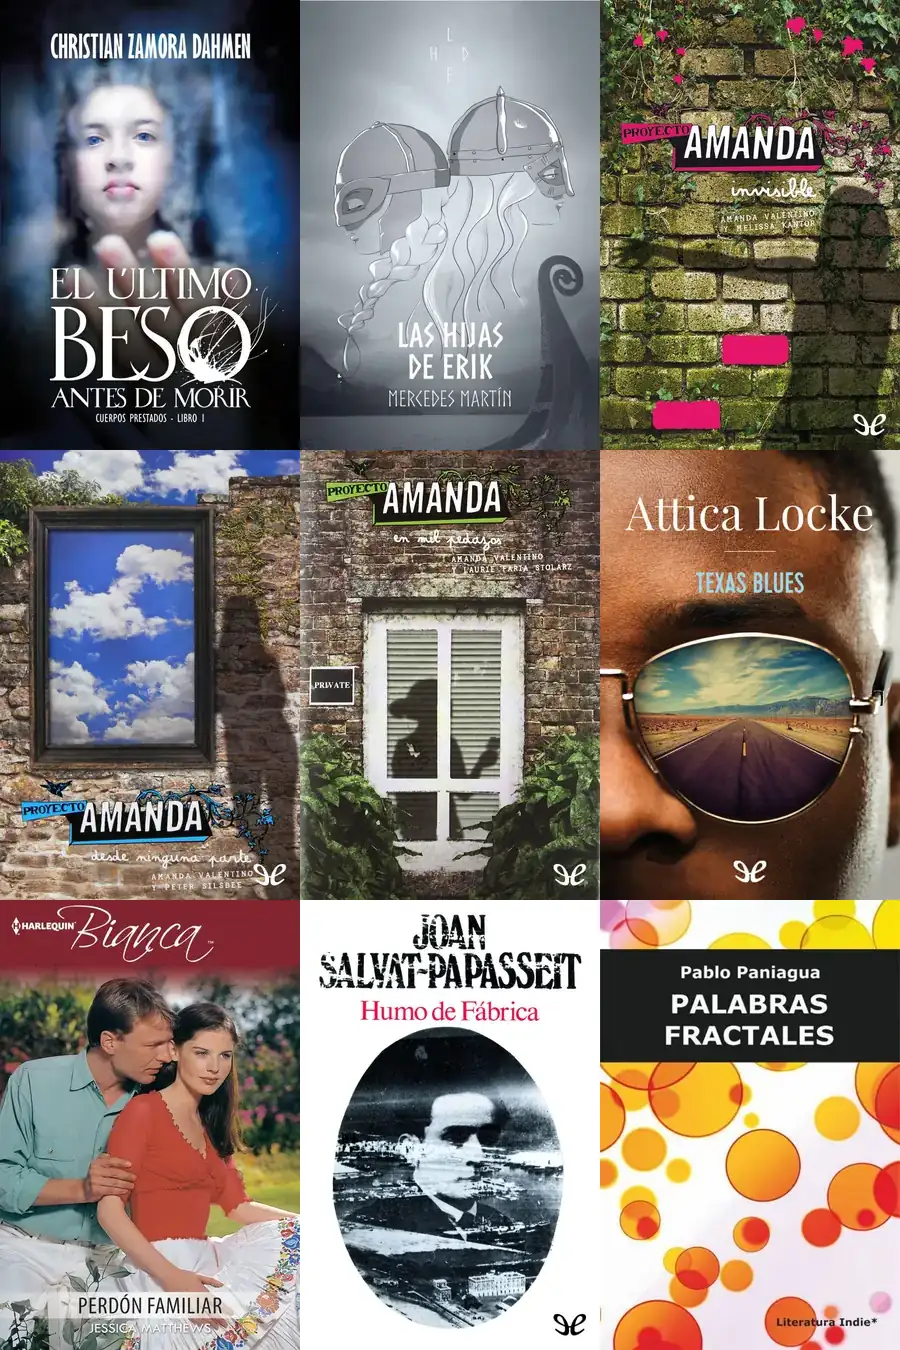 CHRISTIAN ZAMORA DAHMEN
EL ÚLTIMO
BESO
ANTES DE MORIR
CUERPOS PRESTADOS - LIBRO 1
L
H D
F
LAS HIJAS
DE ERIK
MERCEDES MARTÍN
PROYECTO
AMANDA
invisible
AMANDA VALENTINO
Y MELISSA KANTOR
PROYECTO
AMANDA
desde ninguna parte
AMANDA VALENTINO
Y PETER SILSBEE
PROYECTO
AMANDA
en mil pedazos
AMANDA VALENTINO
Y LAURIE FARIA STOLARZ
PRIVATE
Attica Locke
TEXAS BLUES
HARLEQUIN™
Bianca™
PERDÓN FAMILIAR
JESSICA MATTHEWS
JOAN
SALVAT-PAPASSEIT
Humo de Fábrica
Pablo Paniagua
PALABRAS
FRACTALES
Literatura Indie*